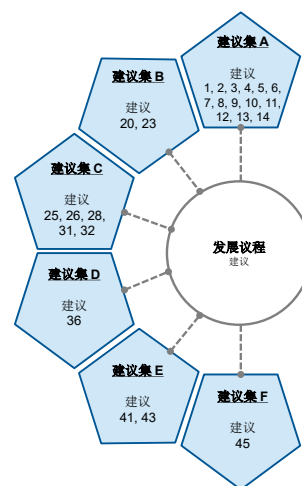 建议集 A
建议
1, 2, 3, 4, 5, 6,
7, 8, 9, 10, 11,
12, 13, 14
建议集 B
建议
20, 23
建议集 C
建议
25, 26, 28,
31, 32
发展议程
建议
建议集 D
建议
36
建议集 E
建议
41, 43
建议集 F
建议
45